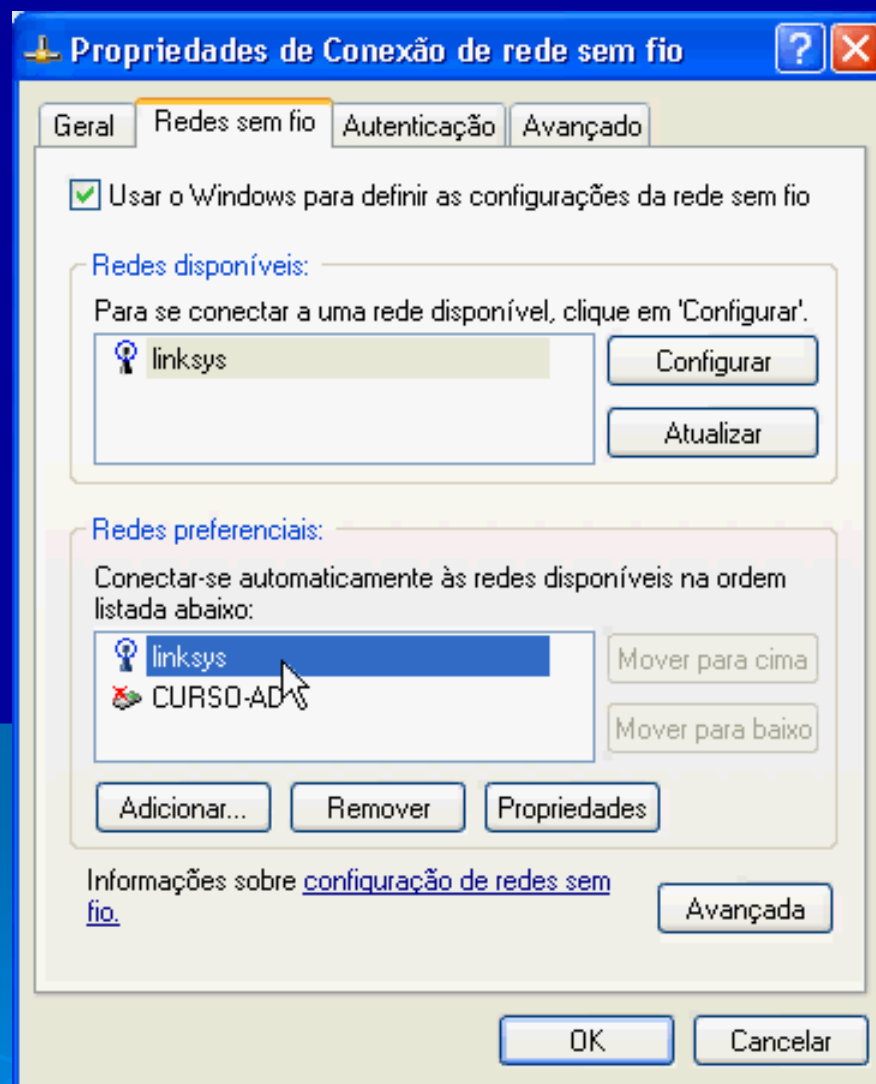 Propriedades de Conexão de rede sem fio
Geral
Redes sem fio
Autenticação
Avançado
Usar o Windows para definir as configurações da rede sem fio
Redes disponíveis:
Para se conectar a uma rede disponível, clique em 'Configurar'.
linksys
Configurar
Atualizar
Redes preferenciais:
Conectar-se automaticamente às redes disponíveis na ordem
listada abaixo:
linksys
Mover para cima
CURSO-AD
Mover para baixo
Adicionar...
Remover
Propriedades
Informações sobre configuração de redes sem
fio.
Avançada
OK
Cancelar